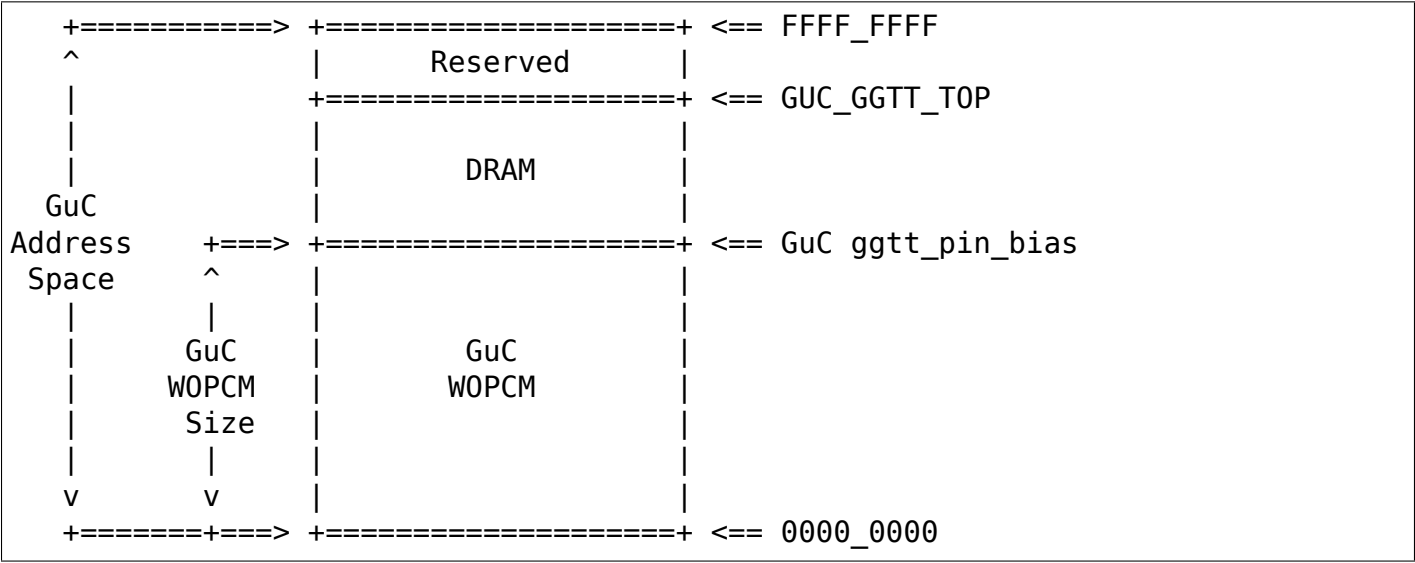 +===========> +====================+ <== FFFF_FFFF
   ^             |      Reserved      |
   |             +====================+ <== GUC_GGTT_TOP
   |             |                    |
   |             |        DRAM        |
  GuC            |                    |
Address    +===> +====================+ <== GuC ggtt_pin_bias
 Space     ^     |                    |
   |       |     |                    |
   |      GuC    |        GuC         |
   |     WOPCM   |       WOPCM        |
   |      Size   |                    |
   |       |     |                    |
   v       v     |                    |
   +=======+===> +====================+ <== 0000_0000